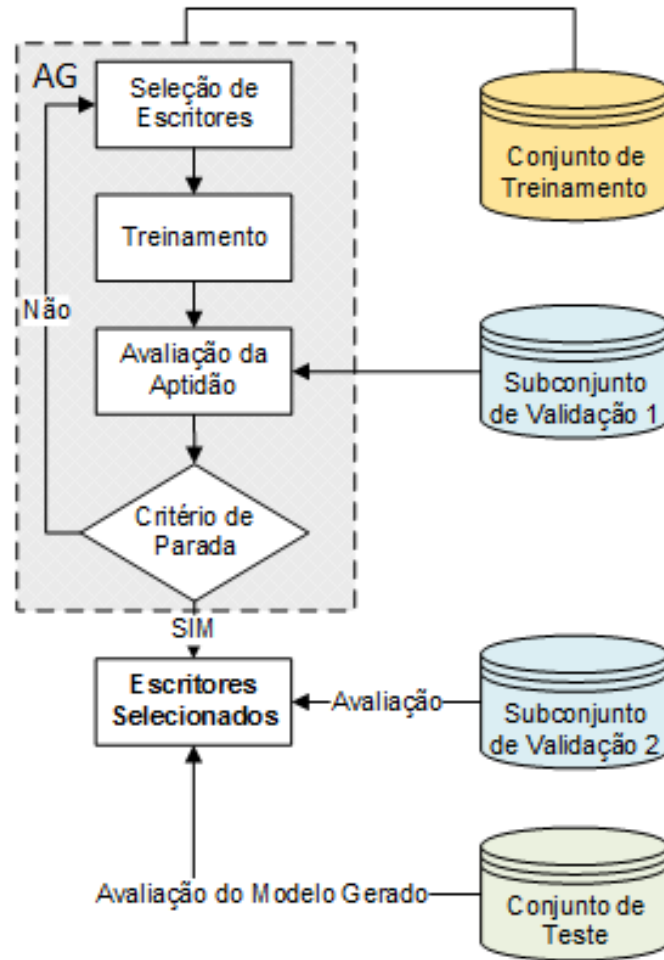 AG
Seleção de
Escritores
Conjunto de
Treinamento
Treinamento
Não
Avaliação da
Aptidão
Subconjunto
de Validação 1
Critério de
Parada
SIM
Escritores
Selecionados
Avaliação
Subconjunto
de Validação 2
Avaliação do Modelo Gerado
Conjunto de
Teste